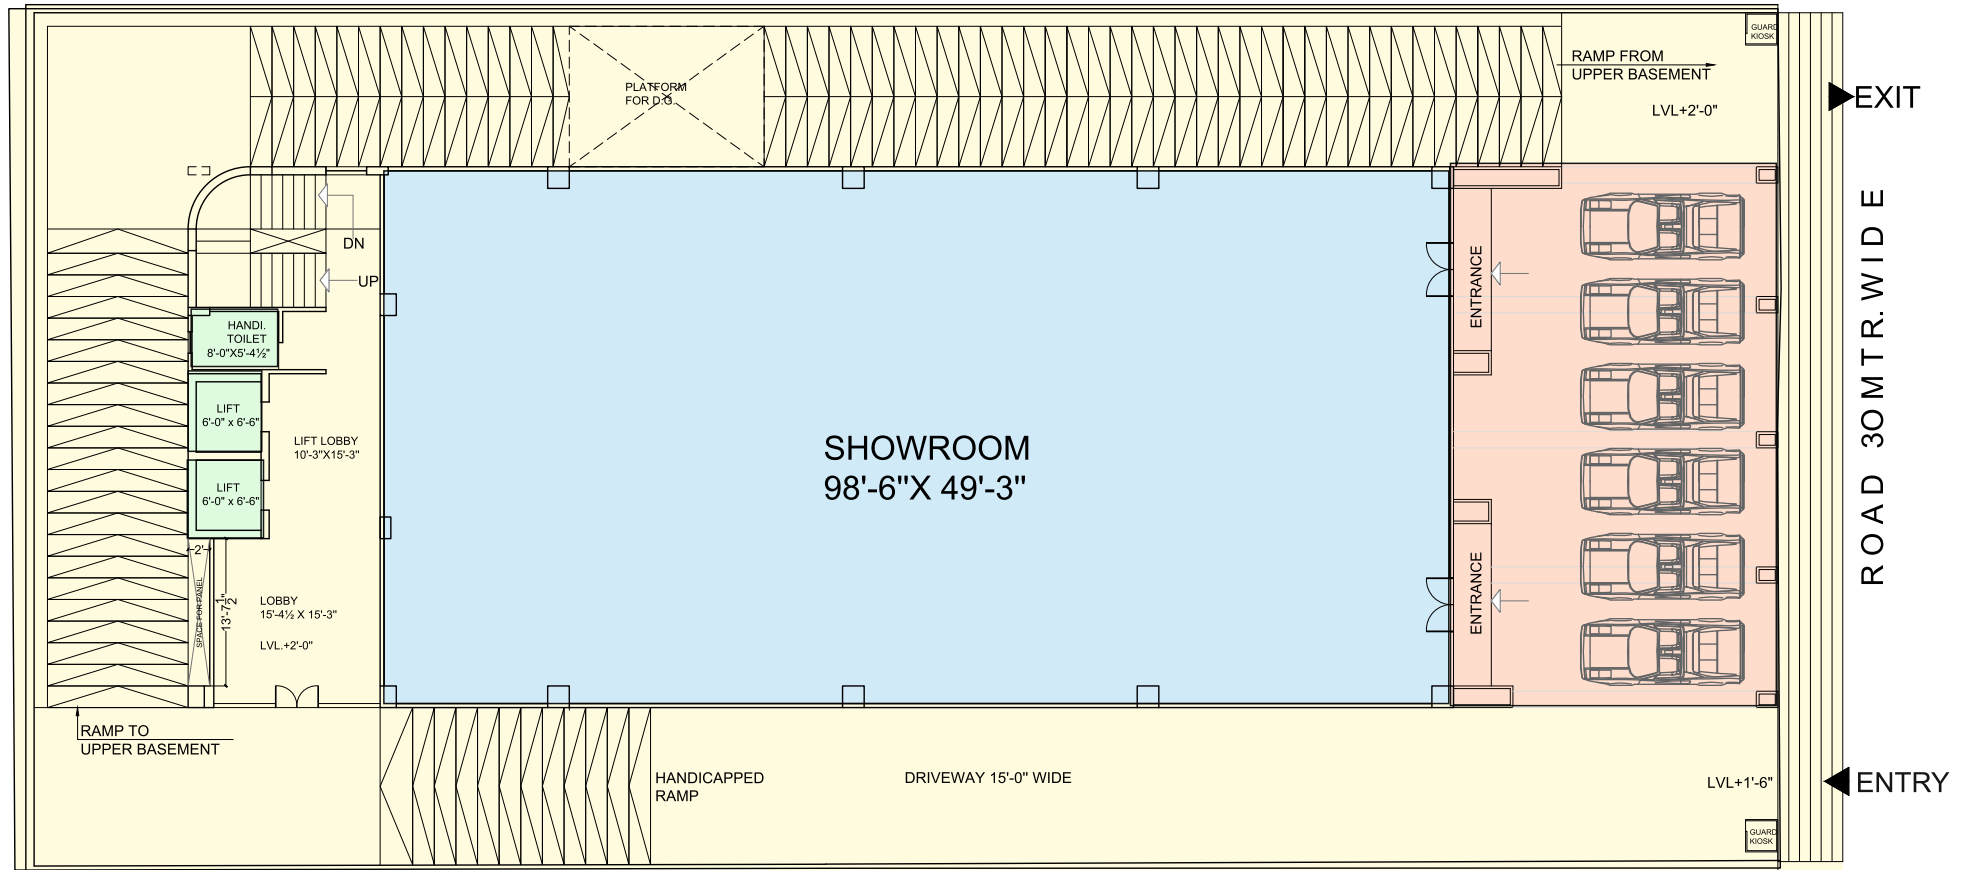 GUARD
KIOSK
RAMP FROM
UPPER BASEMENT
PLATFORM
FOR D.G.
EXIT
LVL+2'-0"
DN
ENTRANCE
UP
HANDI.
TOILET
8'-0"X5'-4½"
ROAD 3OMTR.WIDE
LIFT
6'-0" x 6'-6"
LIFT LOBBY
10'-3"X15'-3"
SHOWROOM
98'-6"X 49'-3"
LIFT
6'-0" x 6'-6"
2'
SPACE FOR PANEL
13'-7½"
LOBBY
15'-4½ X 15'-3"
LVL.+2'-0"
ENTRANCE
RAMP TO
UPPER BASEMENT
HANDICAPPED
RAMP
DRIVEWAY 15'-0" WIDE
LVL+1'-6"
ENTRY
GUARD
KIOSK